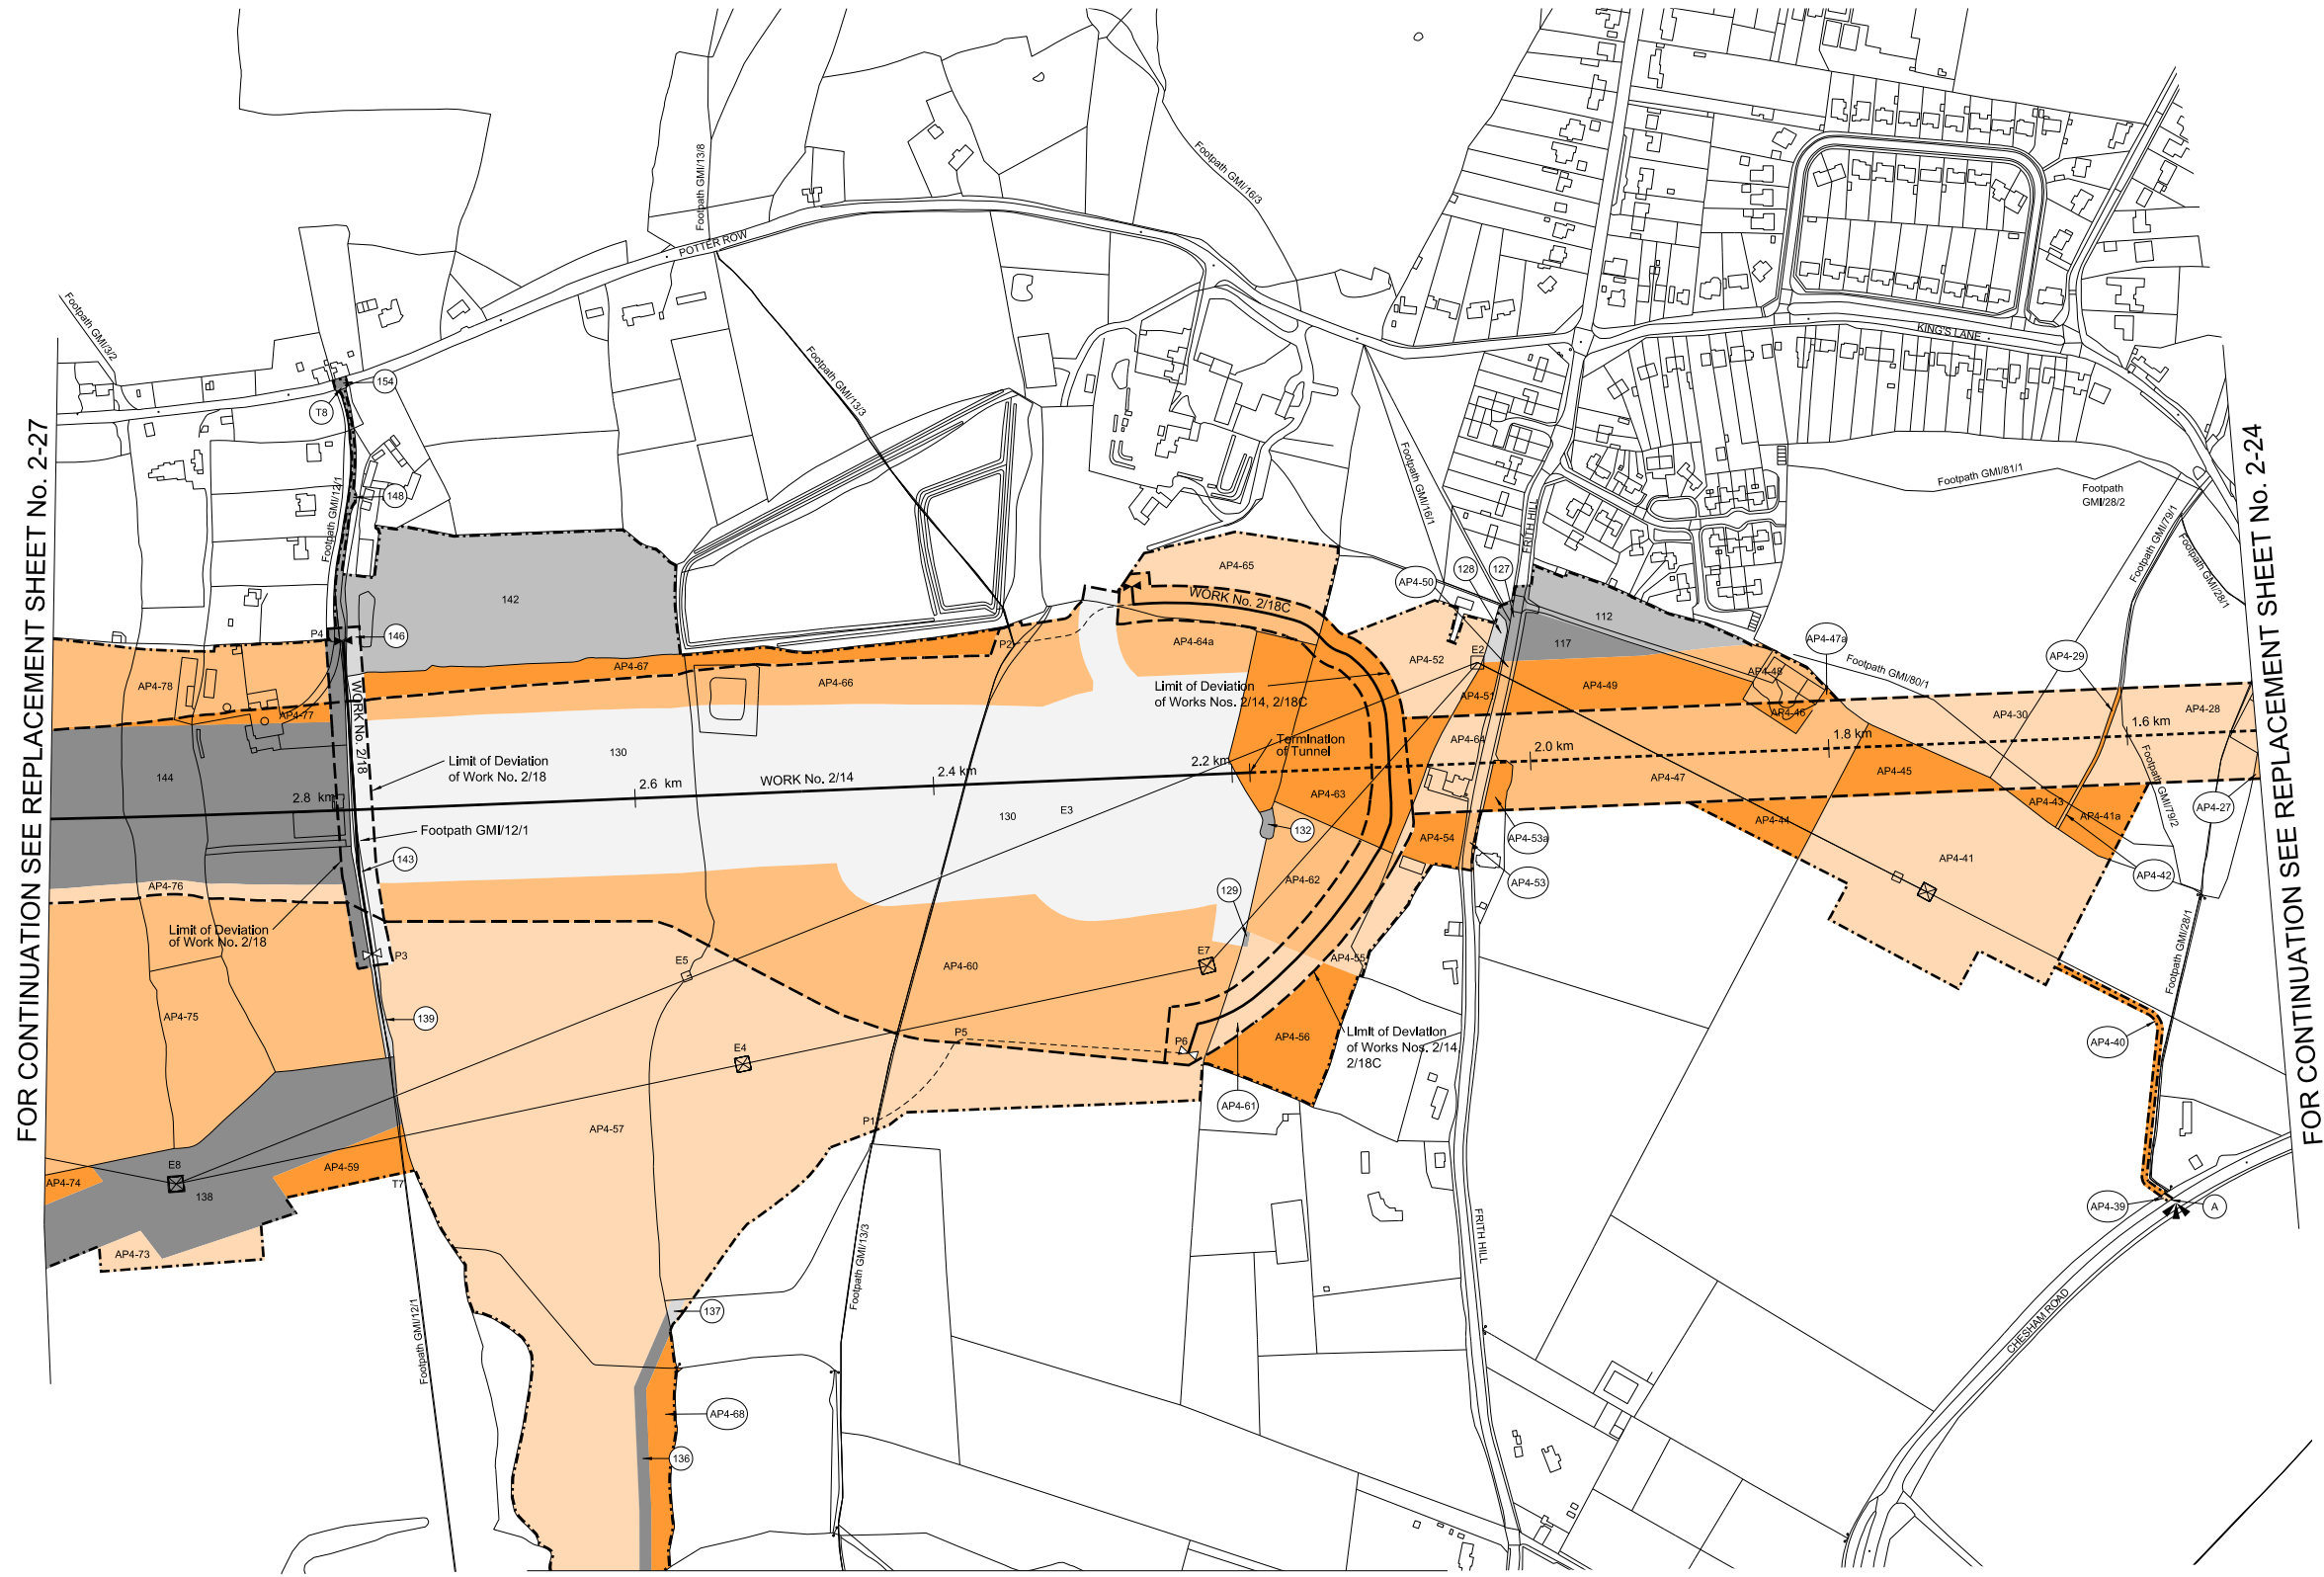 FOR CONTINUATION SEE REPLACEMENT SHEET No. 2-27
FOR CONTINUATION SEE REPLACEMENT SHEET No. 2-24
Footpath GMI/13/8
Footpath GMI/16/3
POTTER ROW
Footpath GMI/3/2
Footpath GMI/13/3
KING'S LANE
154
T8
148
Footpath GMI/12/1
Footpath GMI/16/1
FRITH HILL
Footpath GMI/81/1
Footpath
GMI/28/2
Footpath GMI/79/1
Footpath GMI/28/1
142
AP4-65
AP4-50
128
127
WORK No. 2/18C
112
117
P4
146
P2
AP4-64a
AP4-52
E2
AP4-47a
AP4-29
Footpath GMI/80/1
AP4-48
AP4-78
AP4-67
AP4-66
Limit of Deviation
of Works Nos. 2/14, 2/18C
AP4-51
AP4-49
AP4-46
AP4-30
AP4-28
AP4-77
WORK No. 2/18
1.6 km
1.8 km
2.0 km
Termination
of Tunnel
AP4-64
Limit of Deviation
of Work No. 2/18
130
2.2 km
2.4 km
WORK No. 2/14
2.6 km
2.8 km
144
AP4-47
AP4-45
AP4-63
AP4-43
AP4-41a
AP4-27
Footpath GMI/79/2
130
E3
132
AP4-44
Footpath GMI/12/1
143
AP4-54
AP4-53a
AP4-53
AP4-41
AP4-42
AP4-76
AP4-62
129
Limit of Deviation
of Work No. 2/18
P3
E5
AP4-60
E7
AP4-55
Footpath GMI/28/1
AP4-75
139
P5
P6
AP4-56
Limit of Deviation
of Works Nos. 2/14,
2/18C
AP4-40
E4
AP4-61
P1
AP4-57
E8
AP4-59
T7
AP4-74
138
AP4-73
AP4-39
A
FRITH HILL
Footpath GMI/13/3
Footpath GMI/12/1
137
CHESHAM ROAD
AP4-68
136